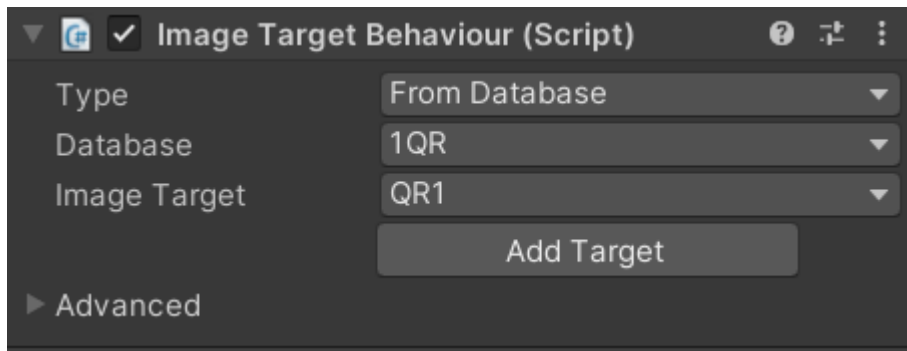 Image Target Behaviour (Script)
Type From Database
Database 1QR
Image Target QR1
Add Target
Advanced